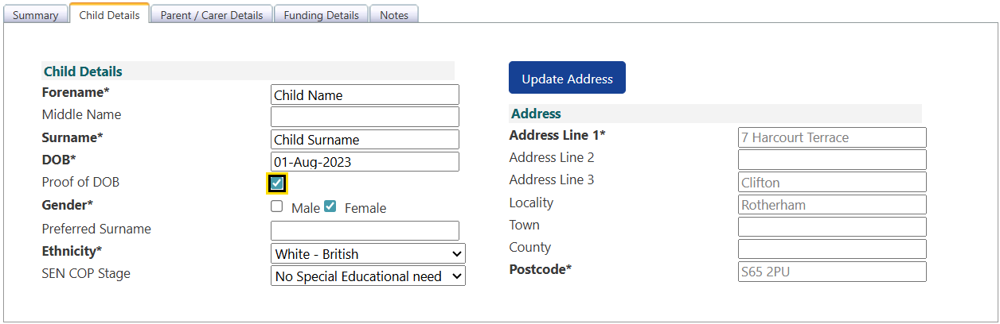 Summary
Child Details
Parent / Carer Details
Funding Details
Notes
Child Details
Forename* Child Name
Middle Name
Surname* Child Surname
DOB* 01-Aug-2023
Proof of DOB
Gender* Male Female
Preferred Surname
Ethnicity* White - British
SEN COP Stage No Special Educational need
Update Address
Address
Address Line 1* 7 Harcourt Terrace
Address Line 2
Address Line 3 Clifton
Locality Rotherham
Town
County
Postcode* S65 2PU